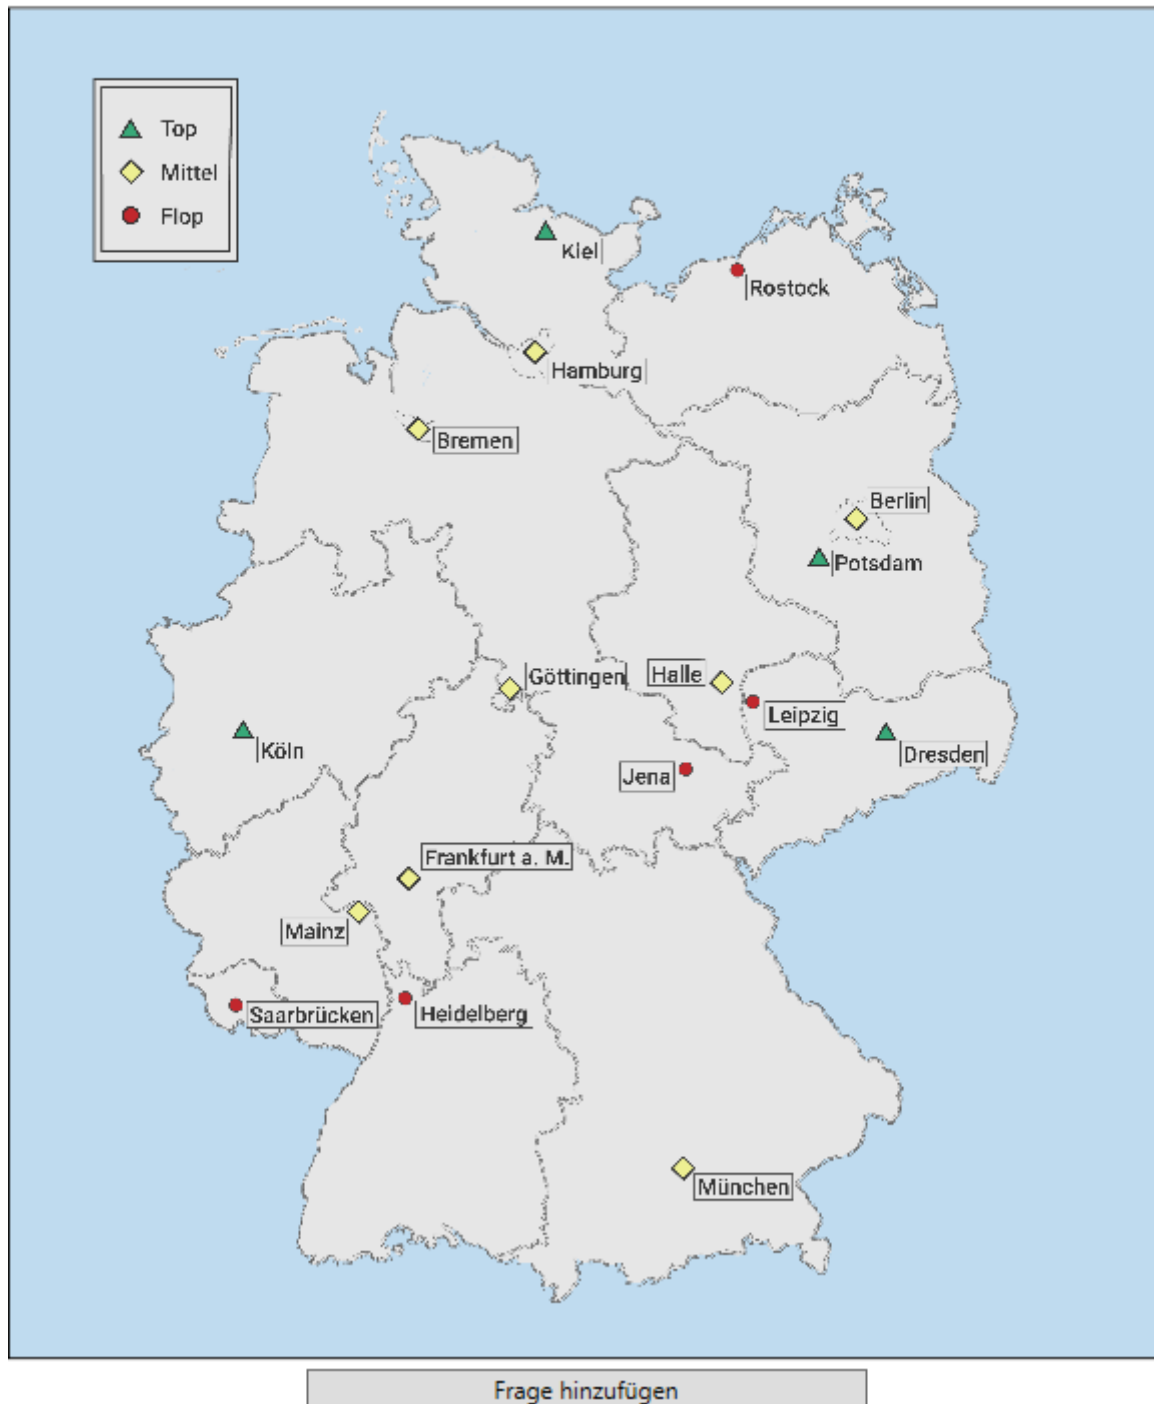 Top
Mittel
Flop
Kiel
Rostock
Hamburg
Bremen
Berlin
Potsdam
Göttingen
Halle
Leipzig
Köln
Dresden
Jena
Frankfurt a. M.
Mainz
Saarbrücken
Heidelberg
München
Frage hinzufügen